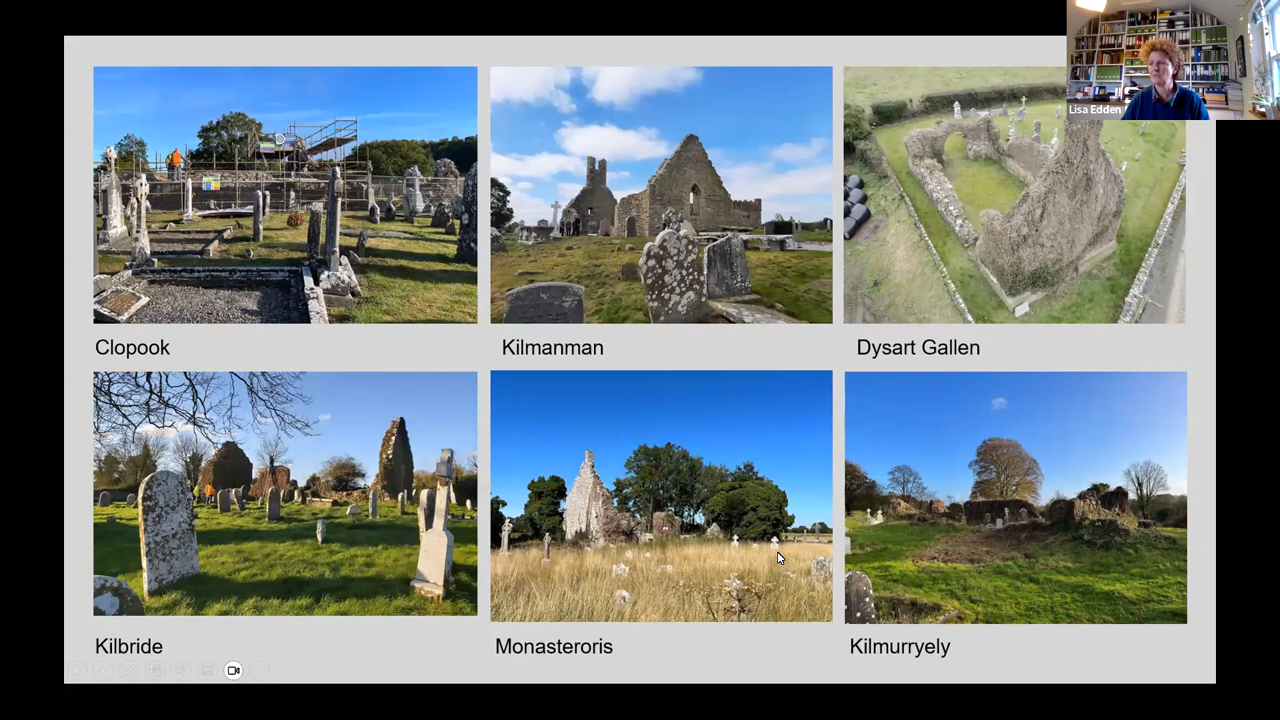 Lisa Edden
Clopook
Kilmanman
Dysart Gallen
Kilbride
Monasteroris
Kilmurryely